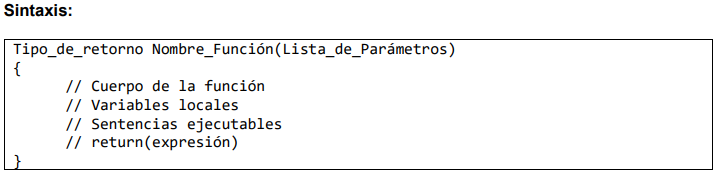 Sintaxis:
Tipo_de_retorno Nombre_Función(Lista_de_Parámetros)
{
// Cuerpo de la función
// Variables locales
// Sentencias ejecutables
// return(expresión)
}